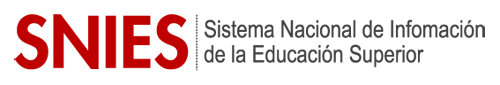 SNIES
Sistema Nacional de Infomación
de la Educación Superior